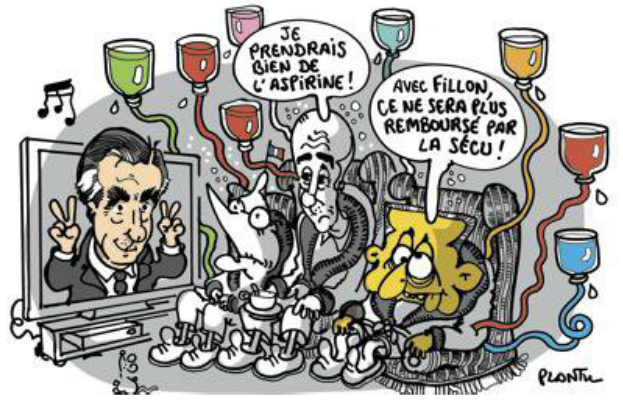 JE
PRENDRAIS
BIEN DE
L'ASPIRINE !
AVEC FILLON,
CE NE SERA PLUS
REMBOURSÉ PAR
LA SÉCU !
PLANTU